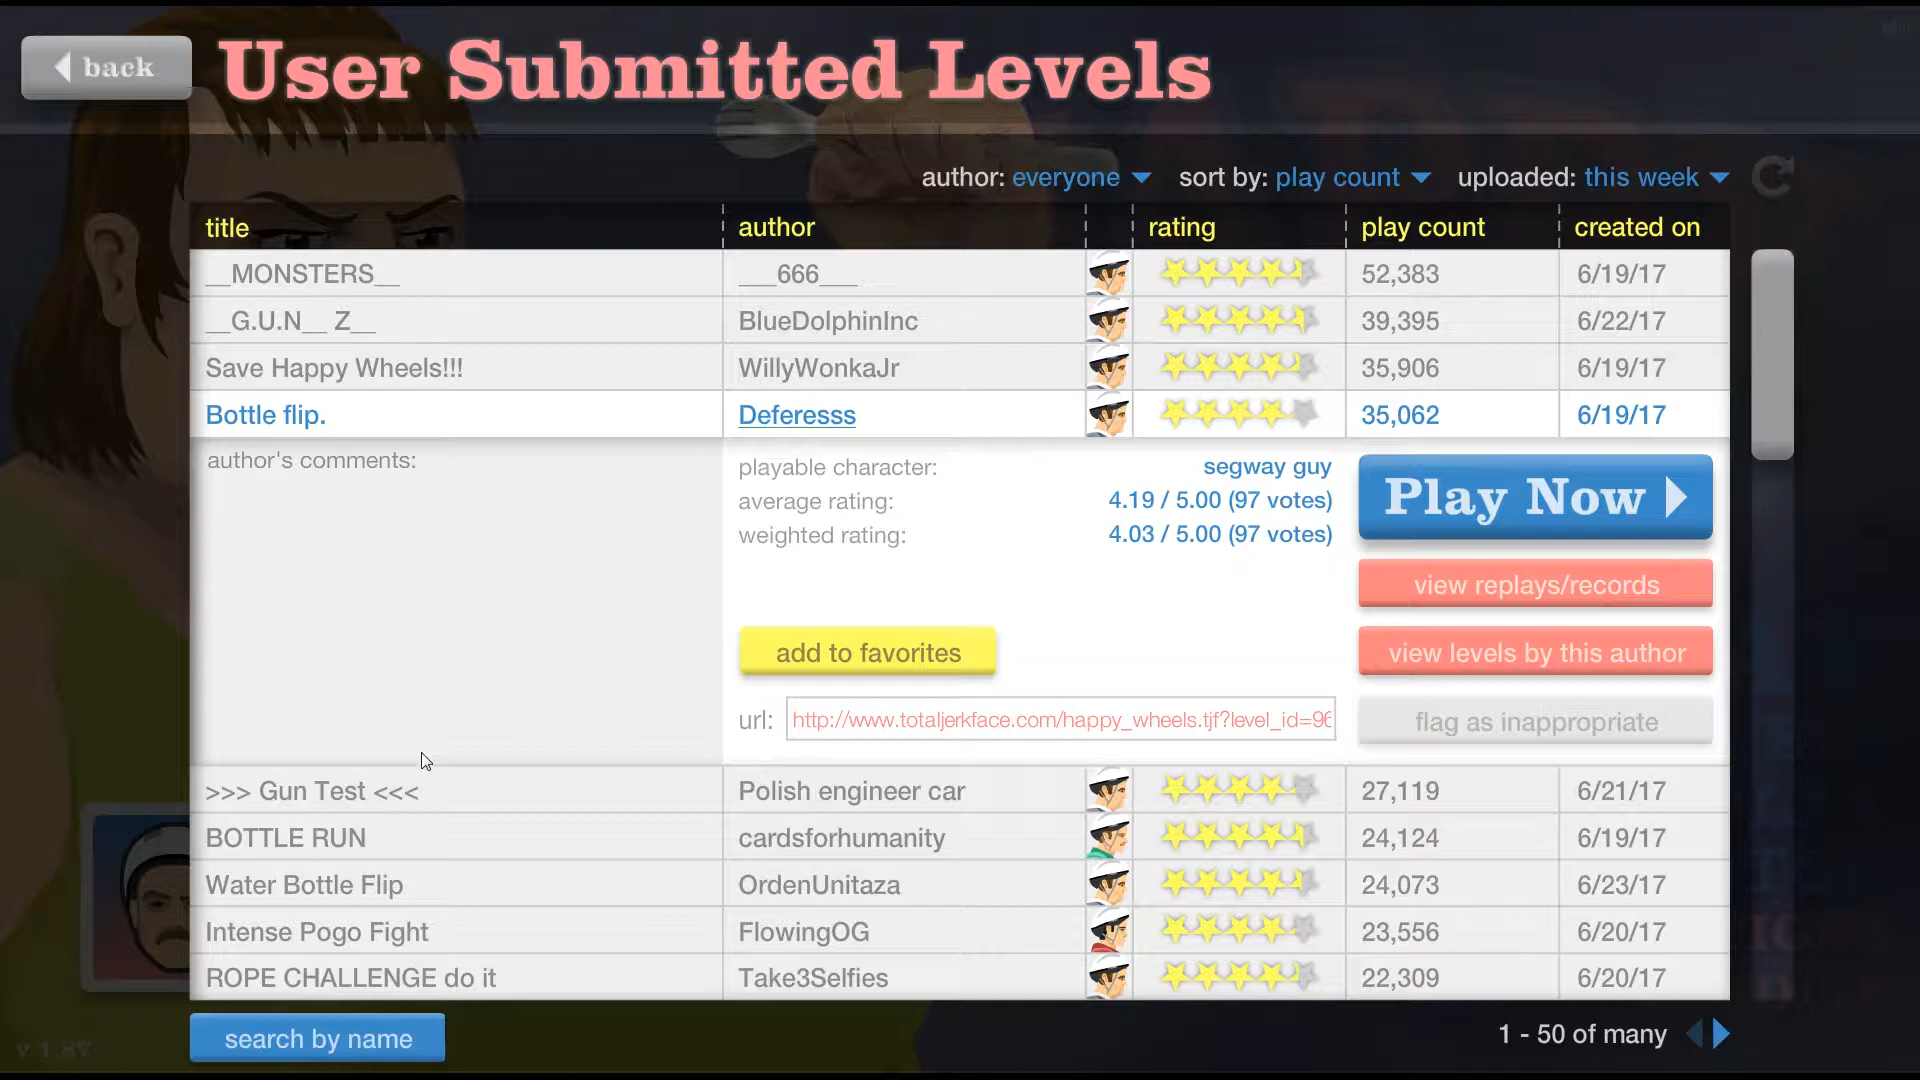 back
User Submitted Levels
author: everyone sort by: play count uploaded: this week
title author rating play count created on
__MONSTERS__ ___666___ 52,383 6/19/17
__G.U.N__ Z__ BlueDolphinInc 39,395 6/22/17
Save Happy Wheels!!! WillyWonkaJr 35,906 6/19/17
Bottle flip. Deferesss 35,062 6/19/17
author's comments:
playable character: segway guy
average rating: 4.19 / 5.00 (97 votes)
weighted rating: 4.03 / 5.00 (97 votes)
Play Now
view replays/records
add to favorites
view levels by this author
url: http://www.totaljerkface.com/happy_wheels.tjf?level_id=96
flag as inappropriate
>>> Gun Test <<< Polish engineer car 27,119 6/21/17
BOTTLE RUN cardsforhumanity 24,124 6/19/17
Water Bottle Flip OrdenUnitaza 24,073 6/23/17
Intense Pogo Fight FlowingOG 23,556 6/20/17
ROPE CHALLENGE do it Take3Selfies 22,309 6/20/17
search by name
1 - 50 of many
v 1.87